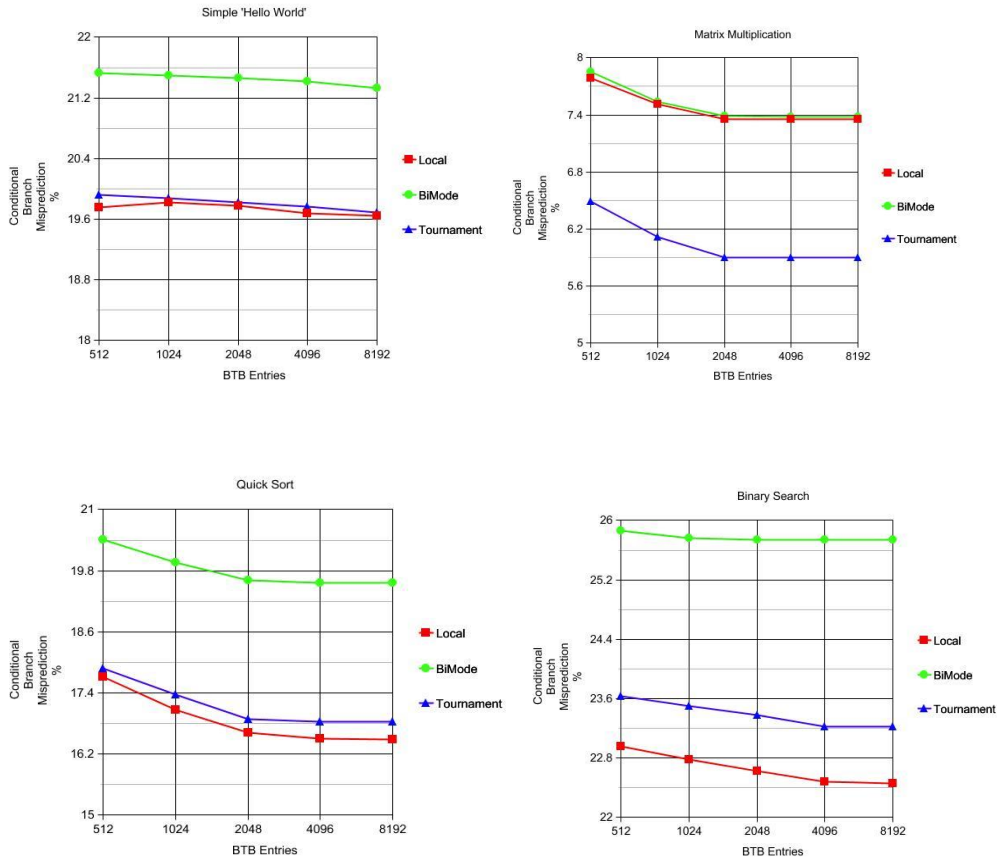 Simple 'Hello World'
22
21.2
20.4
19.6
18.8
18
Conditional
Branch
Misprediction
%
512 1024 2048 4096 8192
BTB Entries
Local
BiMode
Tournament
Matrix Multiplication
8
7.4
6.8
6.2
5.6
5
Conditional
Branch
Misprediction
%
512 1024 2048 4096 8192
BTB Entries
Local
BiMode
Tournament
Quick Sort
21
19.8
18.6
17.4
16.2
15
Conditional
Branch
Misprediction
%
512 1024 2048 4096 8192
BTB Entries
Local
BiMode
Tournament
Binary Search
26
25.2
24.4
23.6
22.8
22
Conditional
Branch
Misprediction
%
512 1024 2048 4096 8192
BTB Entries
Local
BiMode
Tournament